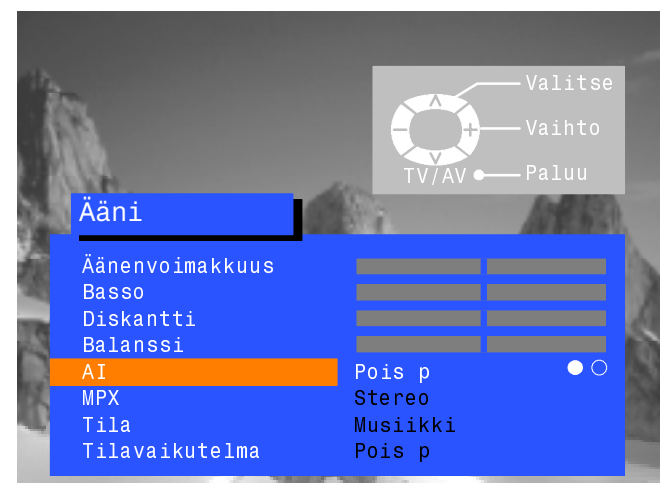 Valitse
Vaihto
TV/AV Paluu
Ääni
Äänenvoimakkuus
Basso
Diskantti
Balanssi
AI Pois p
MPX Stereo
Tila Musiikki
Tilavaikutelma Pois p